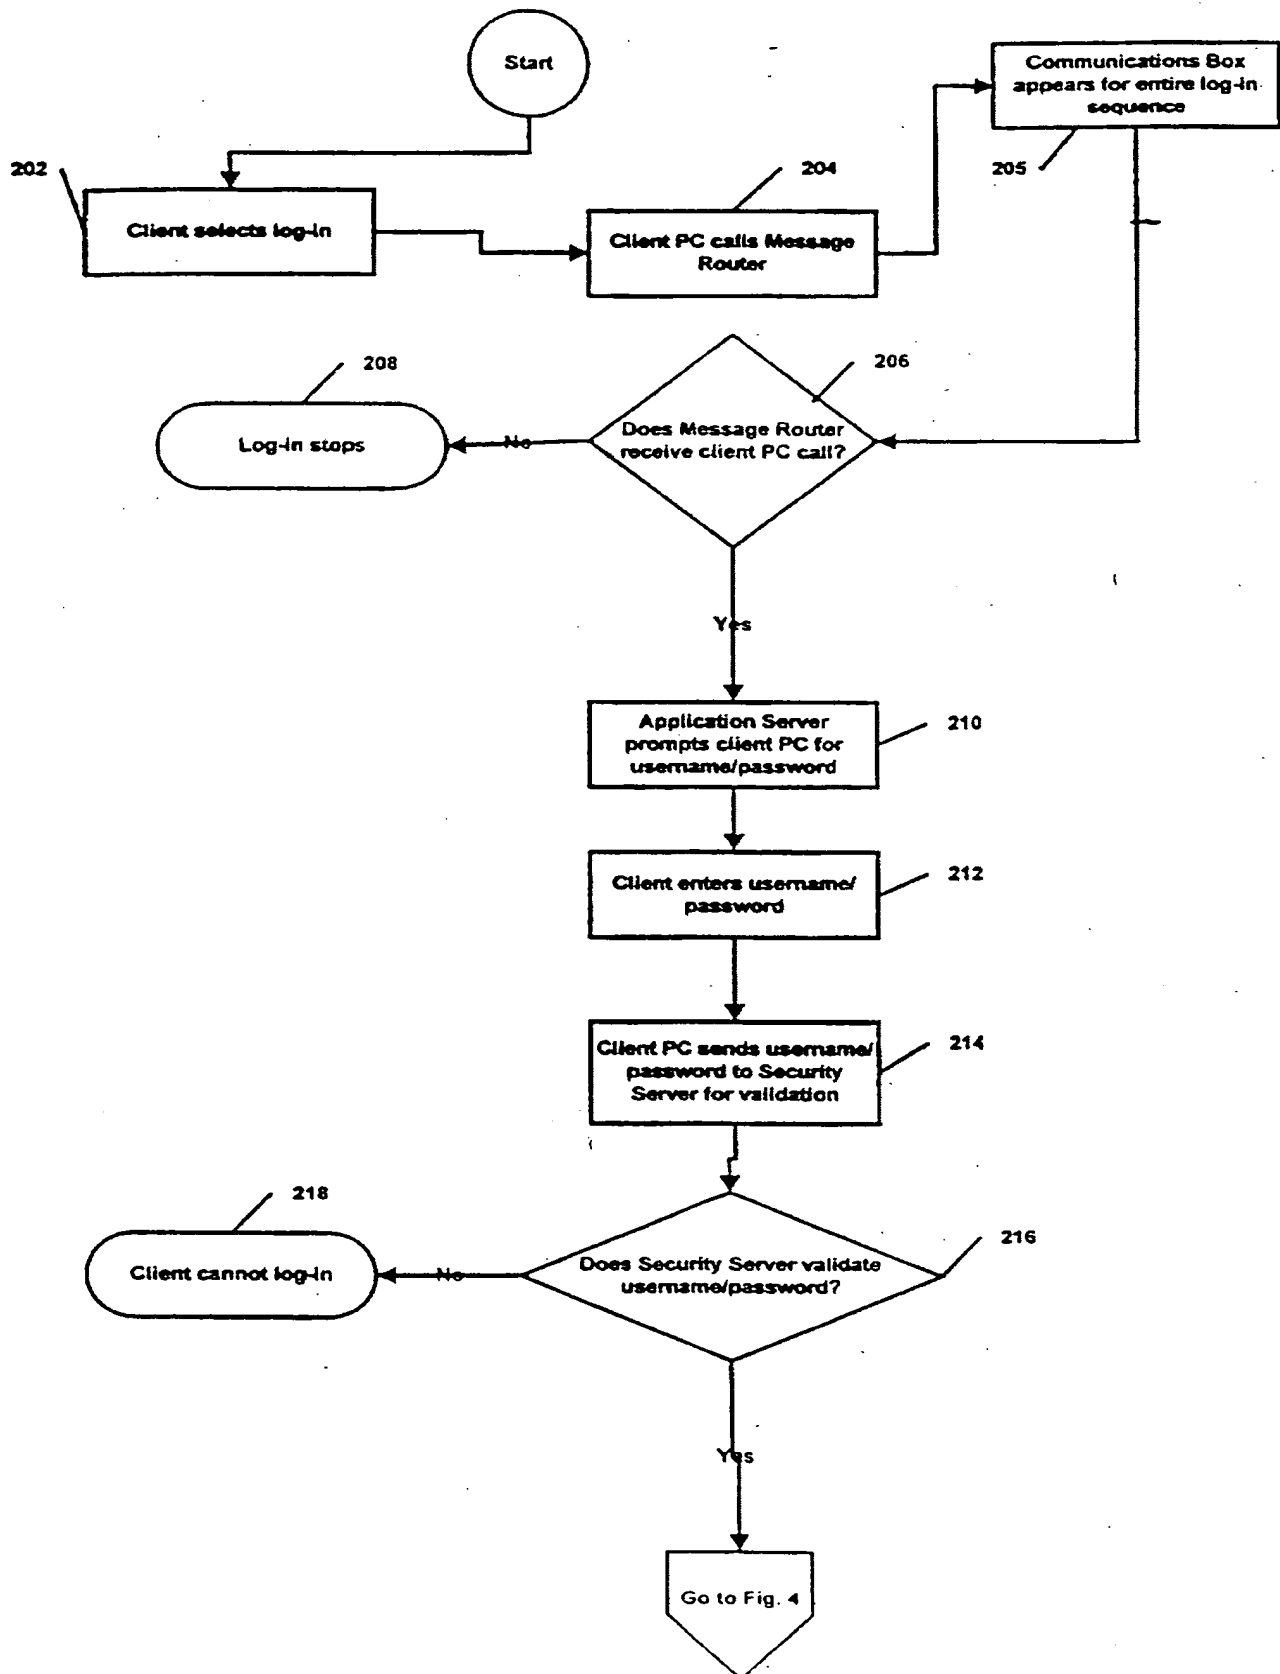 Start
Communications Box
appears for entire log-in
sequence
205
202
Client selects log-in
204
Client PC calls Message
Router
206
Does Message Router
receive client PC call?
208
Log-in stops
No
Yes
210
Application Server
prompts client PC for
username/password
212
Client enters username/
password
214
Client PC sends username/
password to Security
Server for validation
216
Does Security Server validate
username/password?
218
Client cannot log-in
No
Yes
Go to Fig. 4